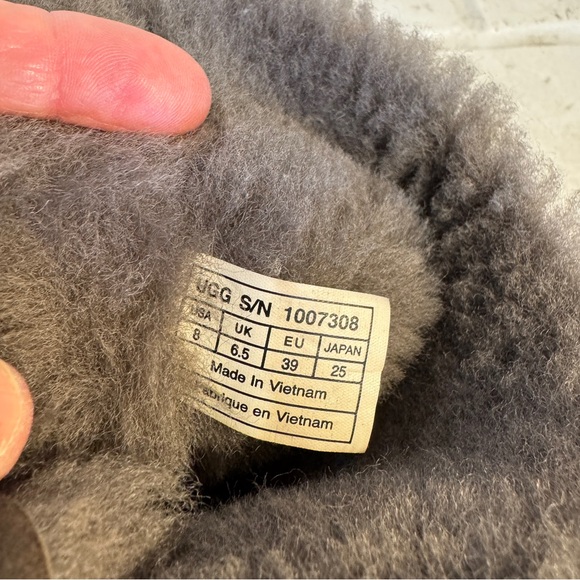 UGG S/N 1007308
USA UK EU JAPAN
8 6.5 39 25
Made In Vietnam
abrique en Vietnam